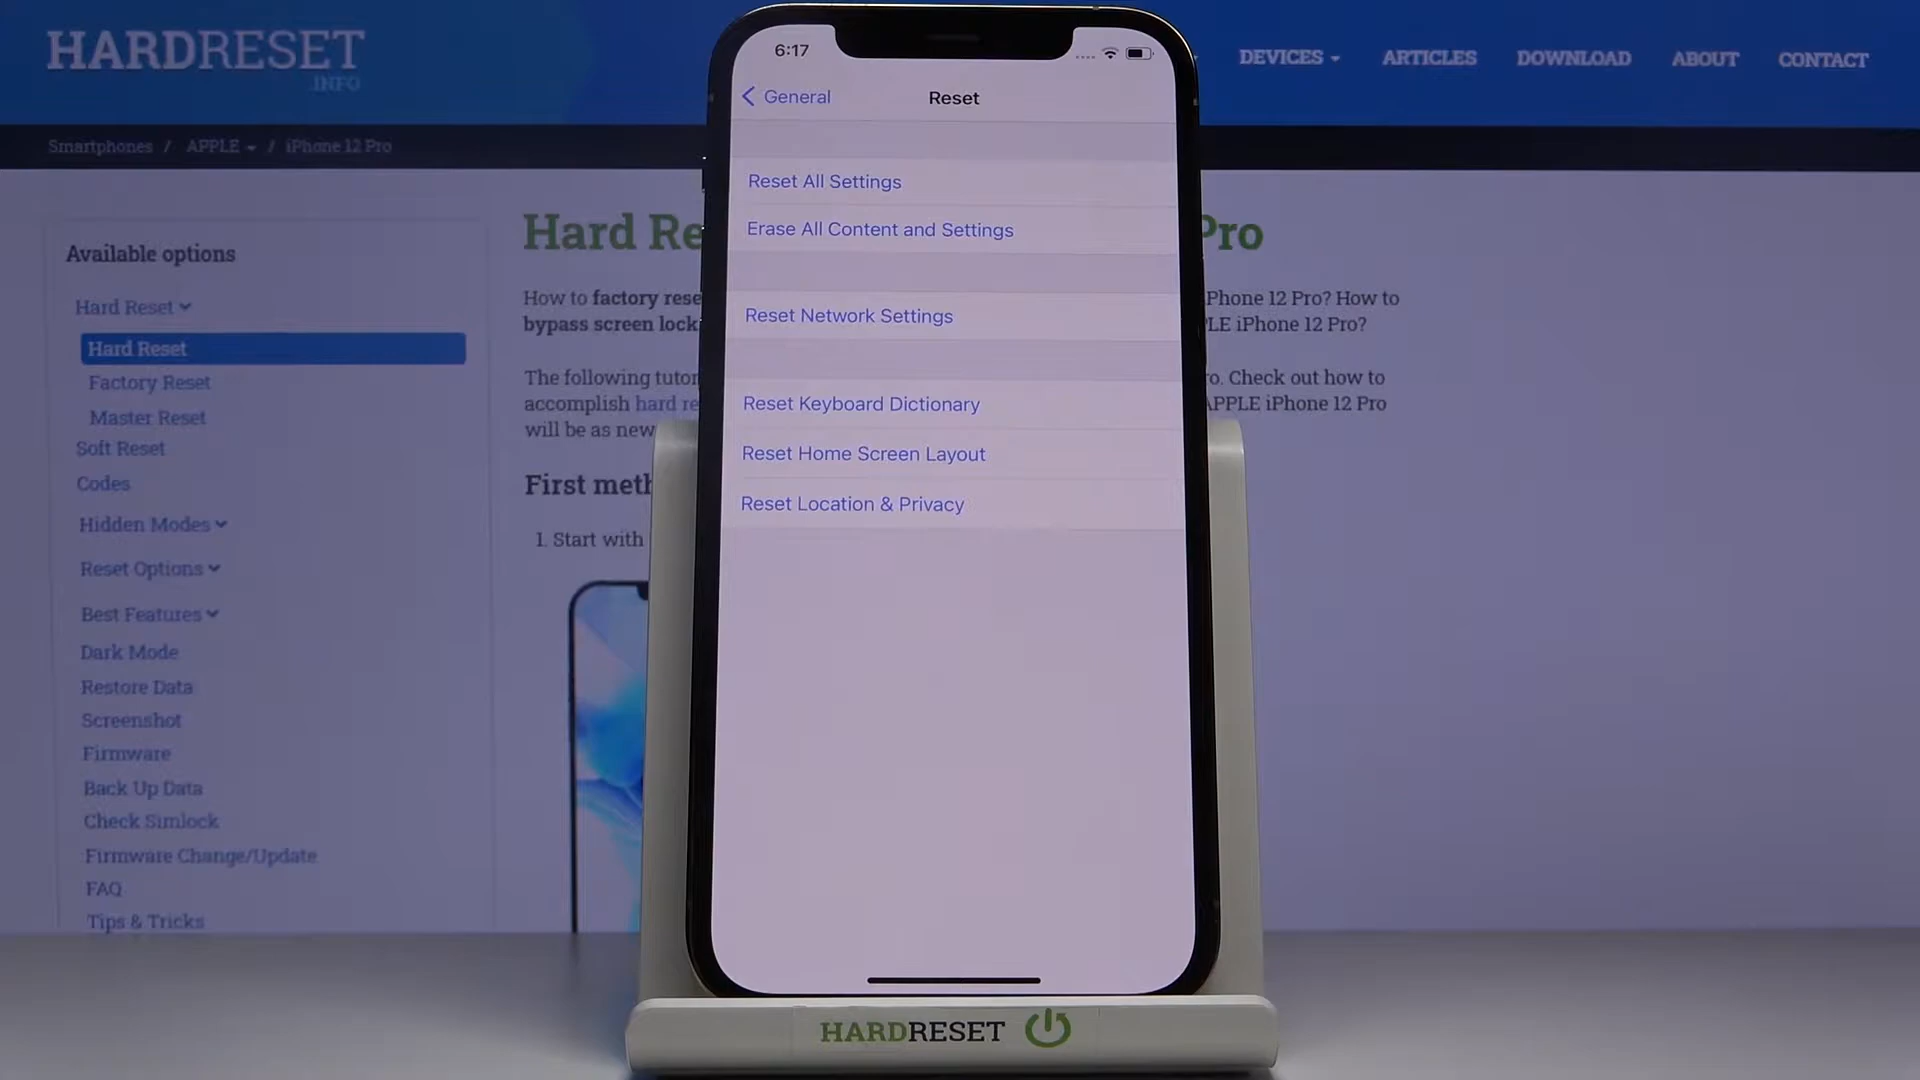 HARDRESET
.INFO
DEVICES ARTICLES DOWNLOAD ABOUT CONTACT
Smartphones / APPLE / iPhone 12 Pro
Available options
Hard Reset
Hard Reset
Factory Reset
Master Reset
Soft Reset
Codes
Hidden Modes
Reset Options
Best Features
Dark Mode
Restore Data
Screenshot
Firmware
Back Up Data
Check Simlock
Firmware Change/Update
FAQ
Tips & Tricks
Hard Re Pro
How to factory rese Phone 12 Pro? How to
bypass screen lock PLE iPhone 12 Pro?
The following tutor ro. Check out how to
accomplish hard re APPLE iPhone 12 Pro
will be as new
First meth
1. Start with
6:17
General
Reset
Reset All Settings
Erase All Content and Settings
Reset Network Settings
Reset Keyboard Dictionary
Reset Home Screen Layout
Reset Location & Privacy
HARDRESET